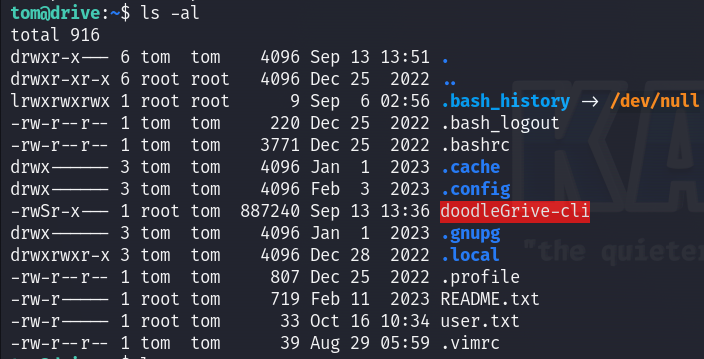 tom@drive:~$ ls -al
total 916
drwxr-x--- 6 tom tom 4096 Sep 13 13:51 .
drwxr-xr-x 6 root root 4096 Dec 25 2022 ..
lrwxrwxrwx 1 root root 9 Sep 6 02:56 .bash_history -> /dev/null
-rw-r--r-- 1 tom tom 220 Dec 25 2022 .bash_logout
-rw-r--r-- 1 tom tom 3771 Dec 25 2022 .bashrc
drwx------ 3 tom tom 4096 Jan 1 2023 .cache
drwx------ 3 tom tom 4096 Feb 3 2023 .config
-rwSr-x--- 1 root tom 887240 Sep 13 13:36 doodleGrive-cli
drwx------ 3 tom tom 4096 Jan 1 2023 .gnupg
drwxrwxr-x 3 tom tom 4096 Dec 28 2022 .local
-rw-r--r-- 1 tom tom 807 Dec 25 2022 .profile
-rw-r----- 1 root tom 719 Feb 11 2023 README.txt
-rw-r----- 1 root tom 33 Oct 16 10:34 user.txt
-rw-r--r-- 1 tom tom 39 Aug 29 05:59 .vimrc
KA
"the quieter